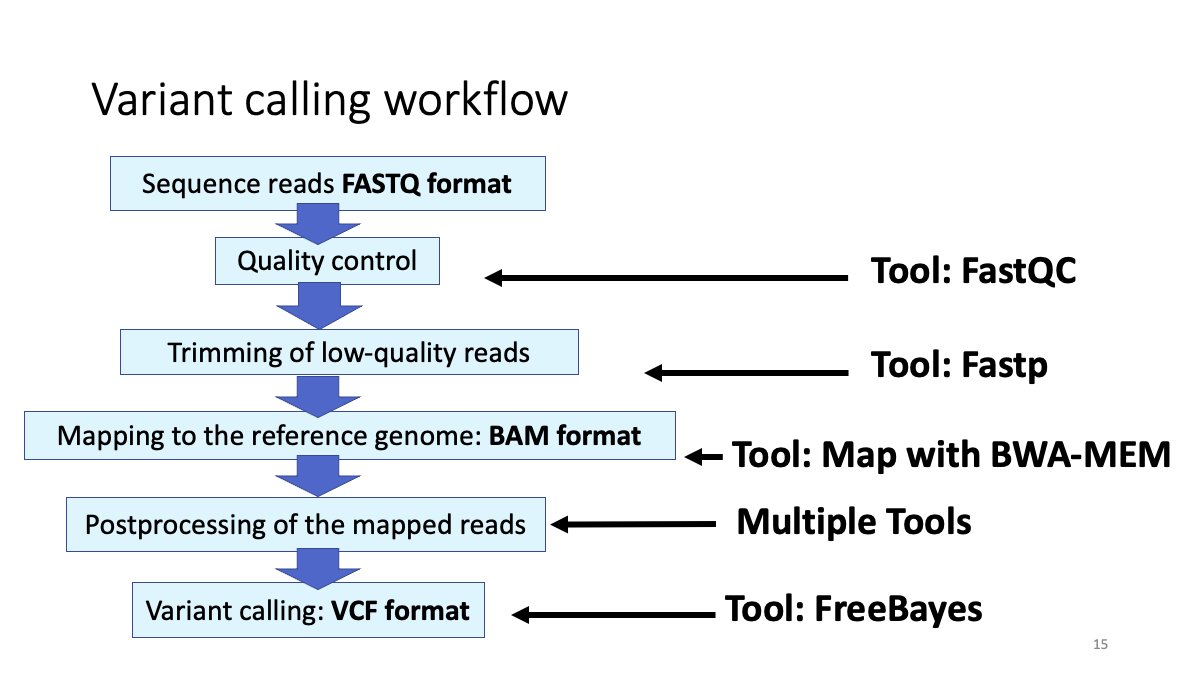 Variant calling workflow
Sequence reads FASTQ format
Quality control
Tool: FastQC
Trimming of low-quality reads
Tool: Fastp
Mapping to the reference genome: BAM format
Tool: Map with BWA-MEM
Postprocessing of the mapped reads
Multiple Tools
Variant calling: VCF format
Tool: FreeBayes
15